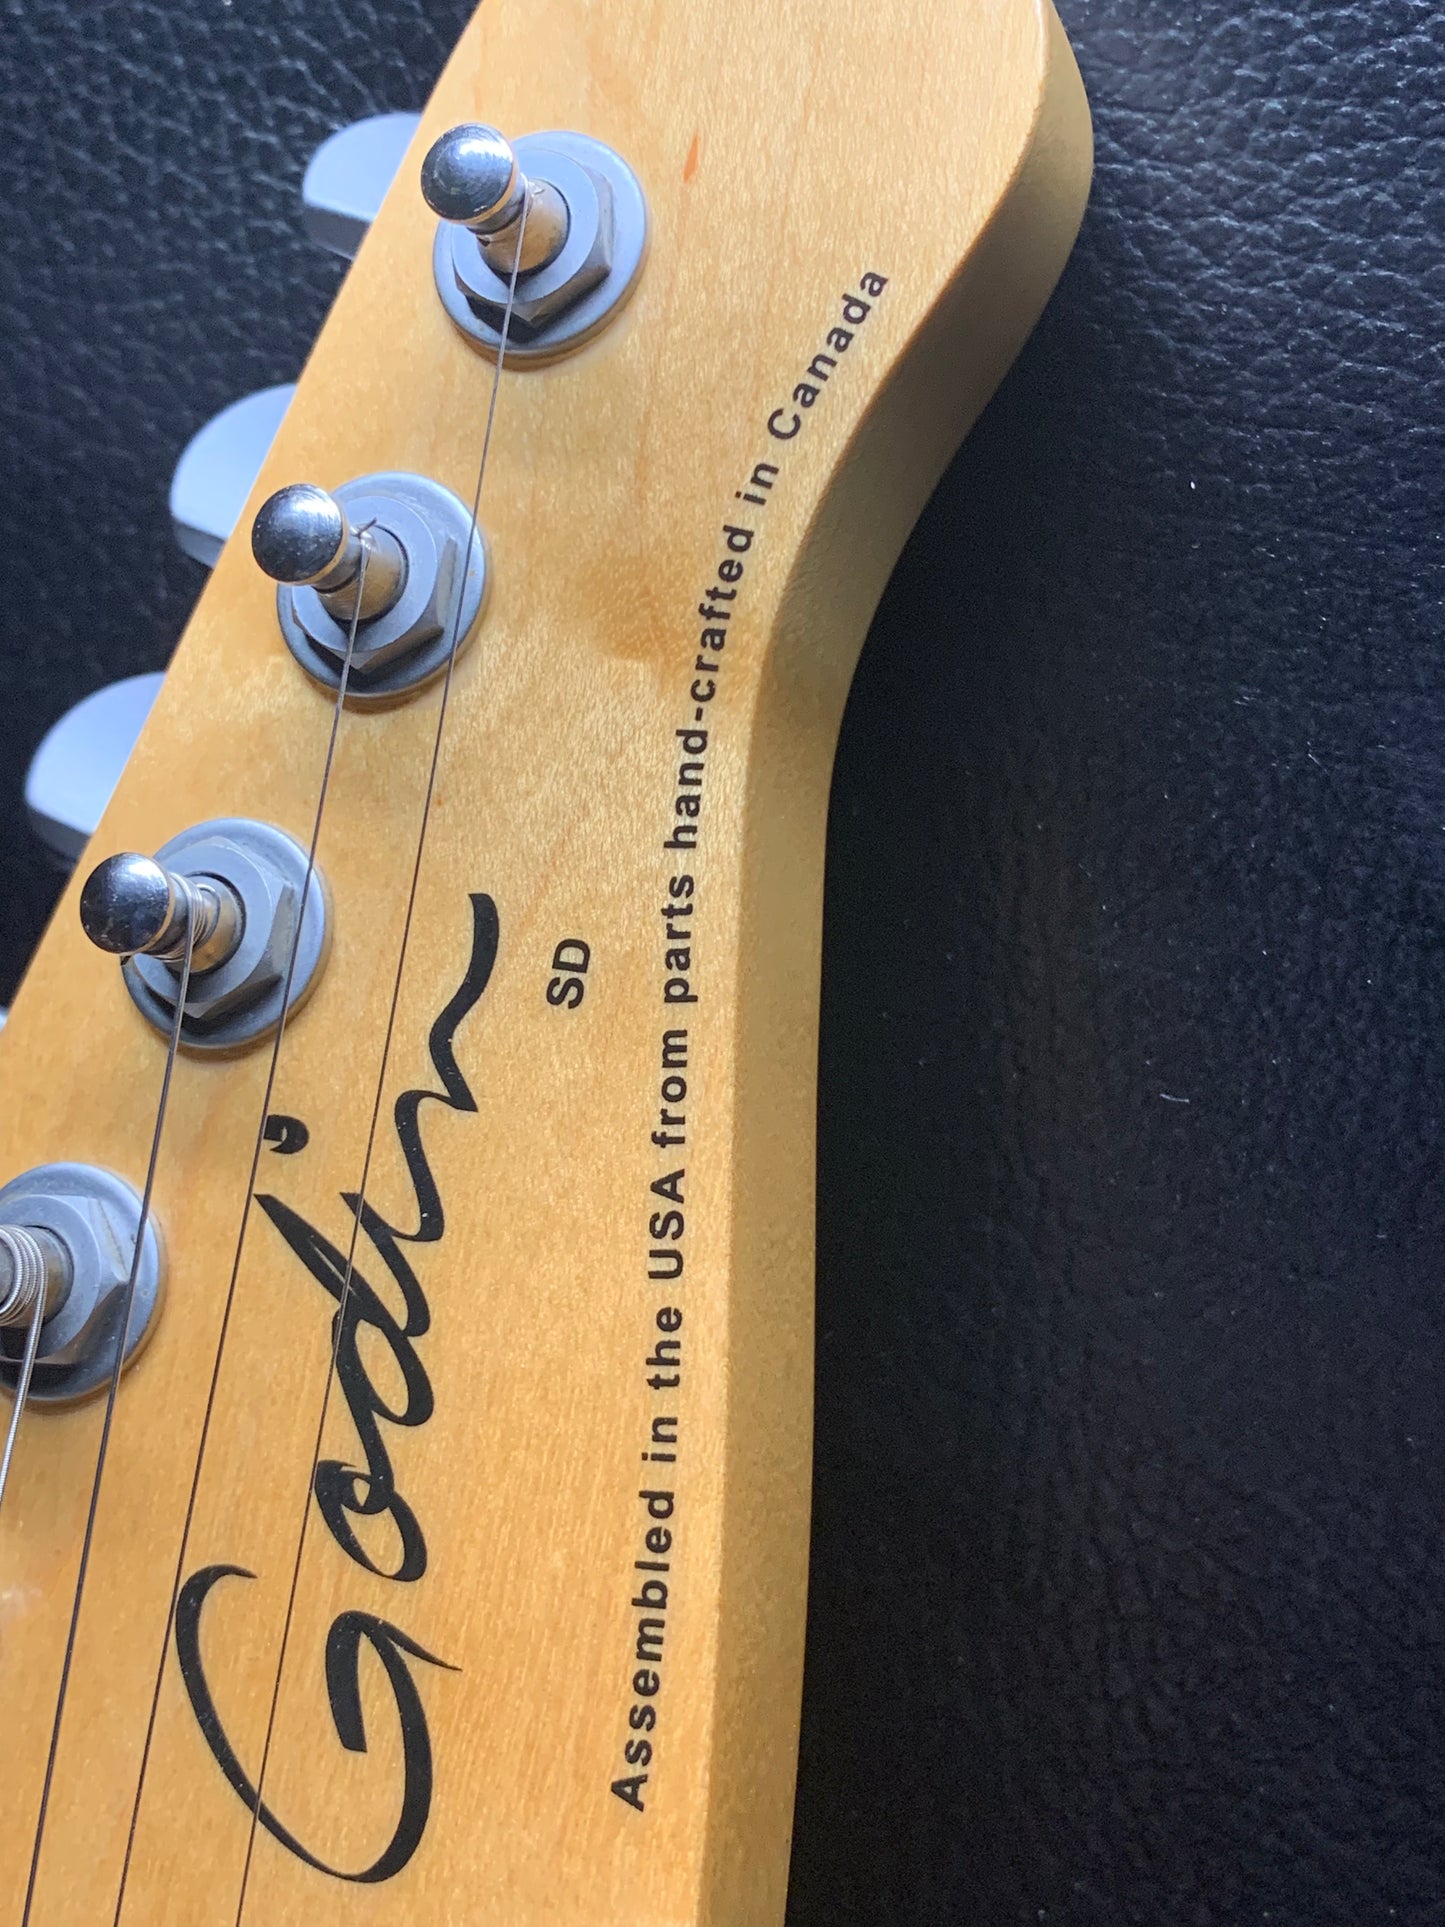 Godin
SD
Assembled in the USA from parts hand-crafted in Canada